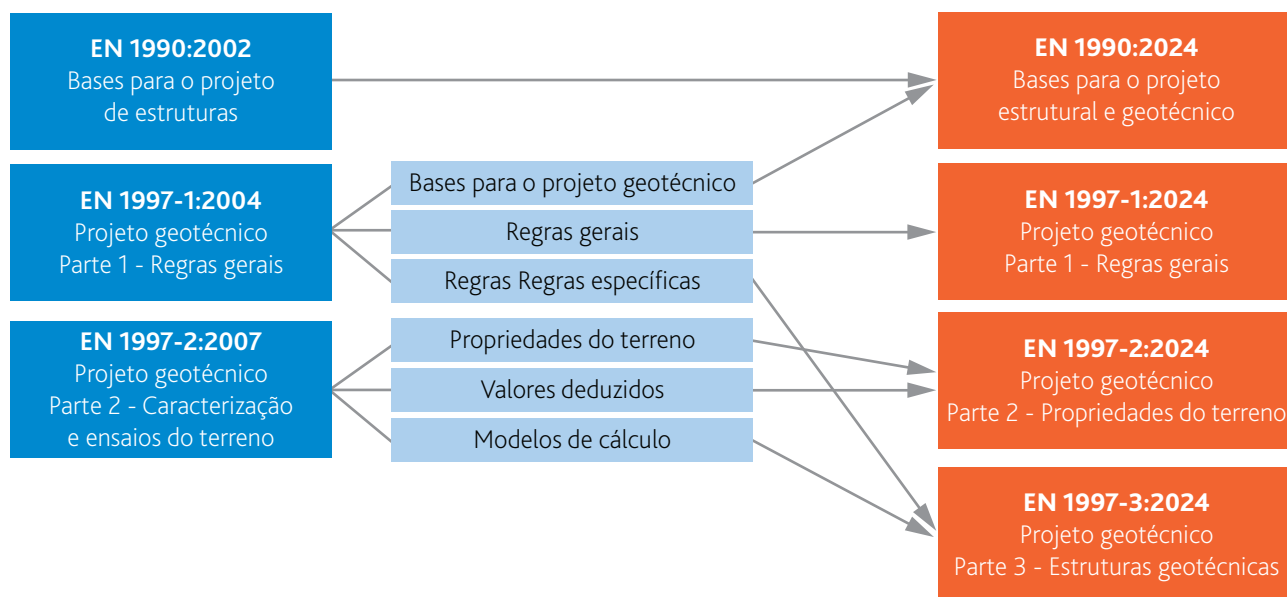 EN 1990:2002
Bases para o projeto
de estruturas
EN 1997-1:2004
Projeto geotécnico
Parte 1 - Regras gerais
EN 1997-2:2007
Projeto geotécnico
Parte 2 - Caracterização
e ensaios do terreno
Bases para o projeto geotécnico
Regras gerais
Regras Regras específicas
Propriedades do terreno
Valores deduzidos
Modelos de cálculo
EN 1990:2024
Bases para o projeto
estrutural e geotécnico
EN 1997-1:2024
Projeto geotécnico
Parte 1 - Regras gerais
EN 1997-2:2024
Projeto geotécnico
Parte 2 - Propriedades do terreno
EN 1997-3:2024
Projeto geotécnico
Parte 3 - Estruturas geotécnicas